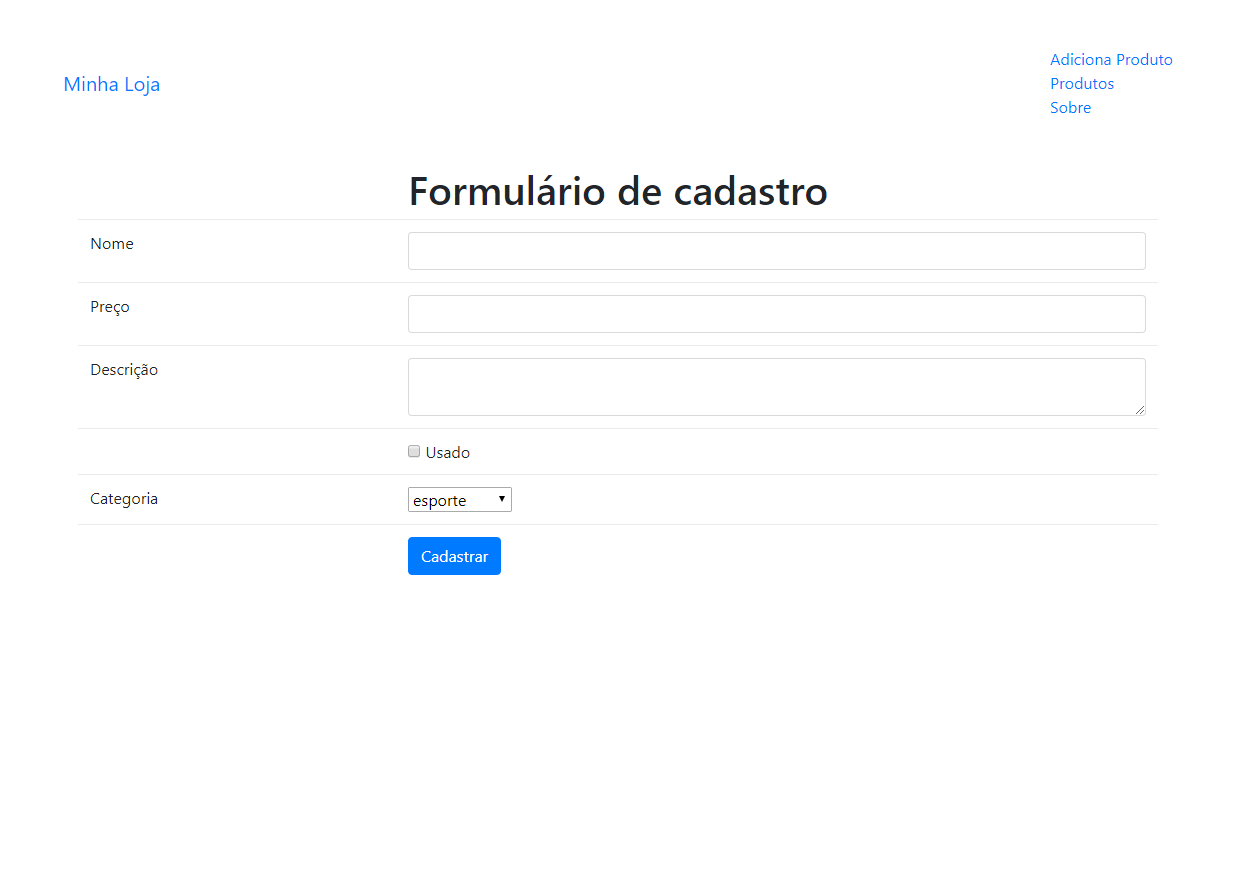 Minha Loja
Adiciona Produto
Produtos
Sobre
Formulário de cadastro
Nome
Preço
Descrição
Usado
Categoria
esporte
Cadastrar